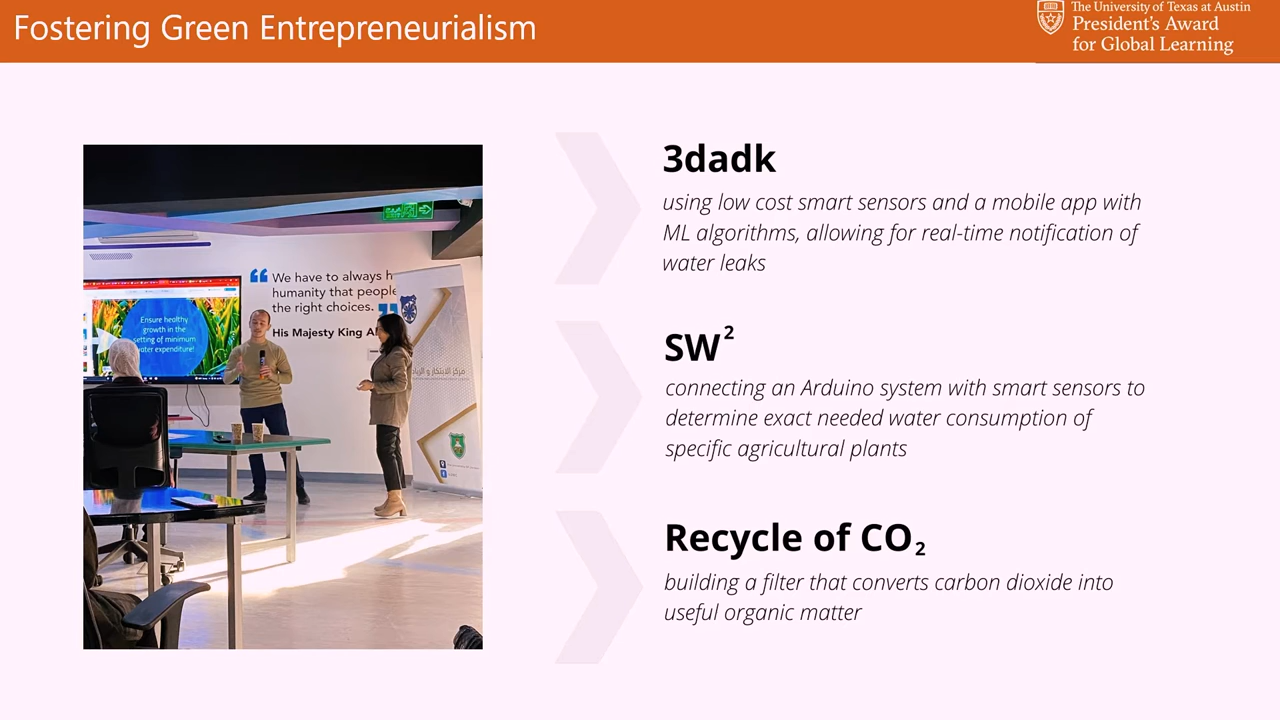 Fostering Green Entrepreneurialism
The University of Texas at Austin
President's Award
for Global Learning
We have to always h
humanity that people
the right choices.
His Majesty King A
Ensure healthy
growth in the
setting of minimum
water expenditure!
مركز الابتكار و الرياد
3dadk
using low cost smart sensors and a mobile app with
ML algorithms, allowing for real-time notification of
water leaks
SW²
connecting an Arduino system with smart sensors to
determine exact needed water consumption of
specific agricultural plants
Recycle of CO₂
building a filter that converts carbon dioxide into
useful organic matter